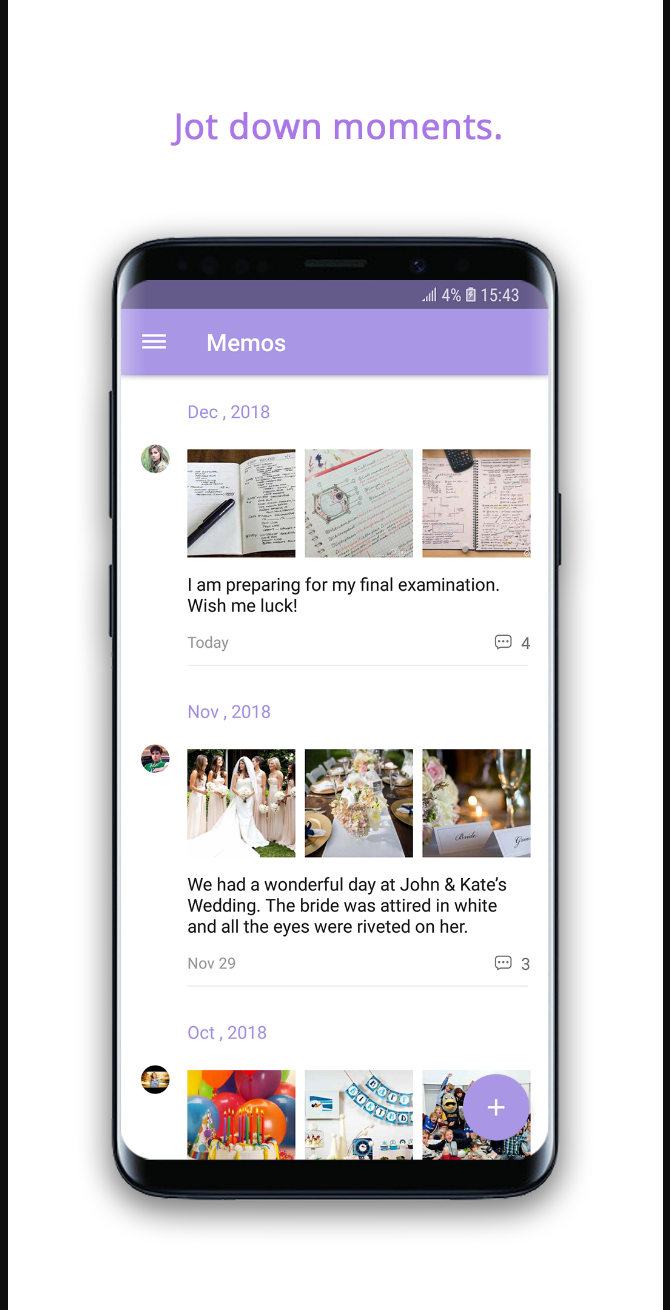 Jot down moments.
4% 15:43
Memos
Dec , 2018
I am preparing for my final examination.
Wish me luck!
Today 4
Nov , 2018
Bride
We had a wonderful day at John & Kate's
Wedding. The bride was attired in white
and all the eyes were riveted on her.
Nov 29 3
Oct , 2018
+